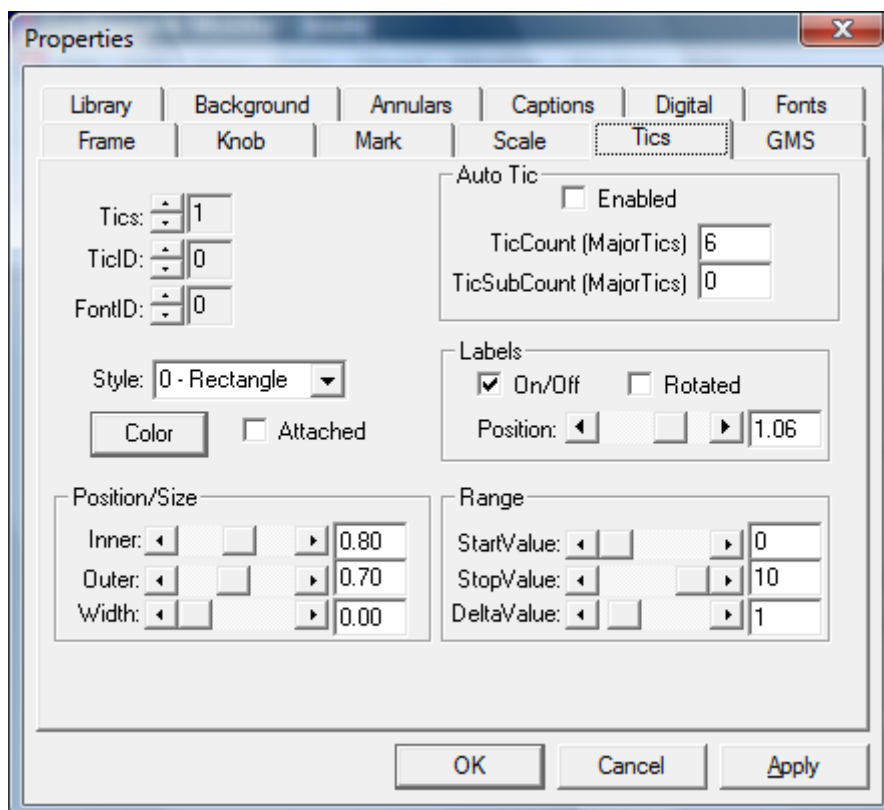 Properties
Library Background Annulars Captions Digital Fonts
Frame Knob Mark Scale Tics GMS
Tics: 1
TicID: 0
FontID: 0
Auto Tic
Enabled
TicCount (MajorTics) 6
TicSubCount (MajorTics) 0
Style: 0 - Rectangle
Color Attached
Labels
On/Off Rotated
Position: 1.06
Position/Size
Inner: 0.80
Outer: 0.70
Width: 0.00
Range
StartValue: 0
StopValue: 10
DeltaValue: 1
OK Cancel Apply